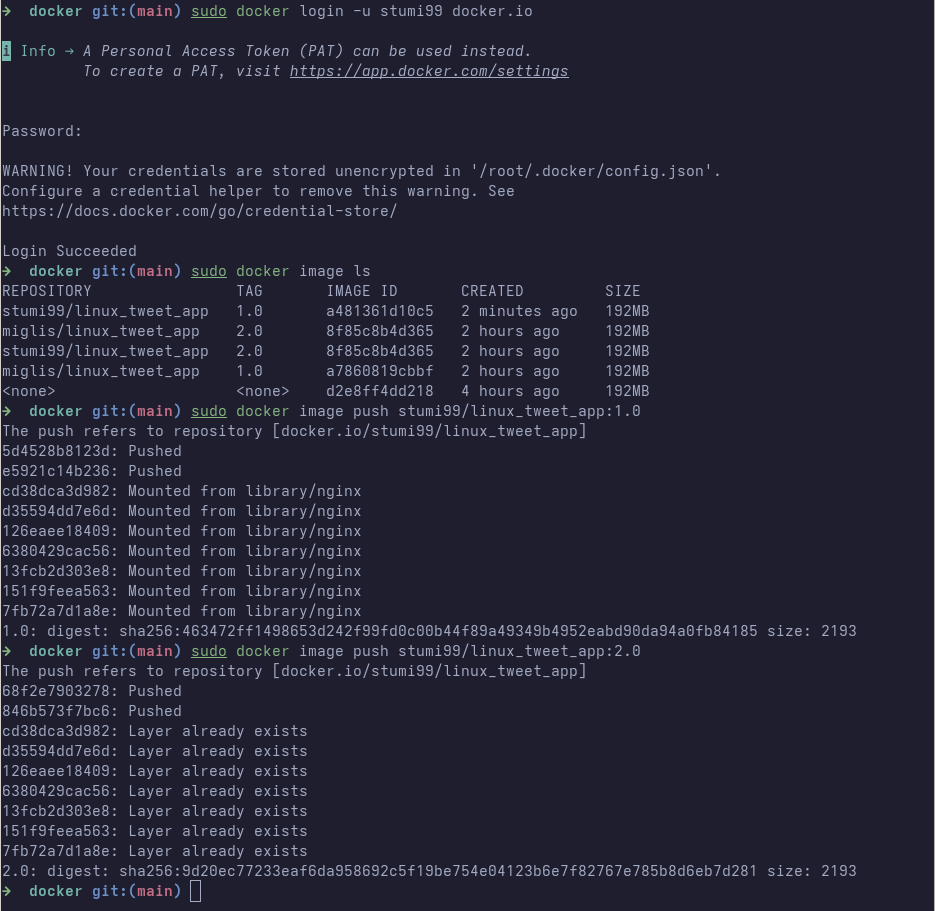 →  docker git:(main) sudo docker login -u stumi99 docker.io
i Info → A Personal Access Token (PAT) can be used instead.
         To create a PAT, visit https://app.docker.com/settings
Password:
WARNING! Your credentials are stored unencrypted in '/root/.docker/config.json'.
Configure a credential helper to remove this warning. See
https://docs.docker.com/go/credential-store/
Login Succeeded
→  docker git:(main) sudo docker image ls
REPOSITORY                TAG       IMAGE ID       CREATED         SIZE
stumi99/linux_tweet_app   1.0       a481361d10c5   2 minutes ago   192MB
miglis/linux_tweet_app    2.0       8f85c8b4d365   2 hours ago     192MB
stumi99/linux_tweet_app   2.0       8f85c8b4d365   2 hours ago     192MB
miglis/linux_tweet_app    1.0       a7860819cbbf   2 hours ago     192MB
<none>                    <none>    d2e8ff4dd218   4 hours ago     192MB
→  docker git:(main) sudo docker image push stumi99/linux_tweet_app:1.0
The push refers to repository [docker.io/stumi99/linux_tweet_app]
5d4528b8123d: Pushed
e5921c14b236: Pushed
cd38dca3d982: Mounted from library/nginx
d35594dd7e6d: Mounted from library/nginx
126eaee18409: Mounted from library/nginx
6380429cac56: Mounted from library/nginx
13fcb2d303e8: Mounted from library/nginx
151f9feea563: Mounted from library/nginx
7fb72a7d1a8e: Mounted from library/nginx
1.0: digest: sha256:463472ff1498653d242f99fd0c00b44f89a49349b4952eabd90da94a0fb84185 size: 2193
→  docker git:(main) sudo docker image push stumi99/linux_tweet_app:2.0
The push refers to repository [docker.io/stumi99/linux_tweet_app]
68f2e7903278: Pushed
846b573f7bc6: Pushed
cd38dca3d982: Layer already exists
d35594dd7e6d: Layer already exists
126eaee18409: Layer already exists
6380429cac56: Layer already exists
13fcb2d303e8: Layer already exists
151f9feea563: Layer already exists
7fb72a7d1a8e: Layer already exists
2.0: digest: sha256:9d20ec77233eaf6da958692c5f19be754e04123b6e7f82767e785b8d6eb7d281 size: 2193
→  docker git:(main)